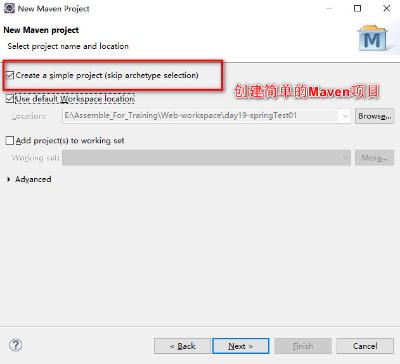 New Maven Project
New Maven project
Select project name and location
Create a simple project (skip archetype selection)
创建简单的Maven项目
Use default Workspace location
Location: E:\Assemble_For_Training\Web-workspace\day19-springTest01 Browse...
Add project(s) to working set
Working set: More...
Advanced
< Back Next > Finish Cancel